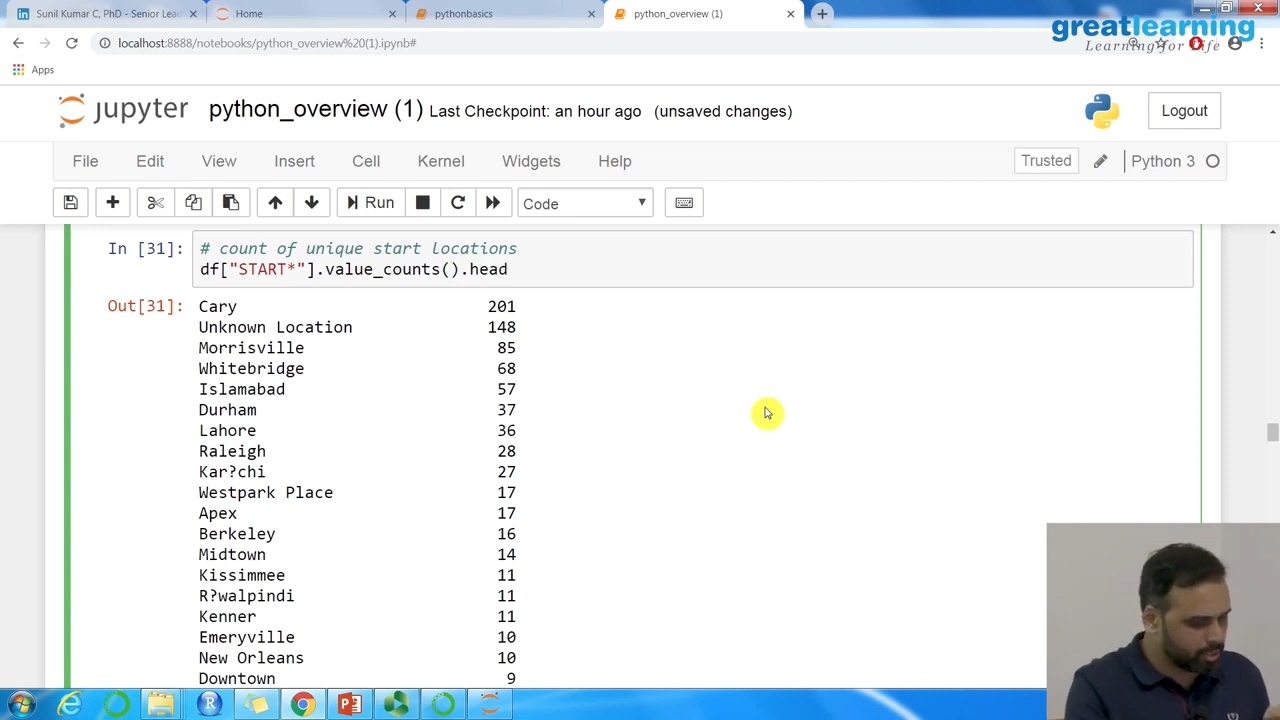 Sunil Kumar C, PhD - Senior Lead
Home
pythonbasics
python_overview (1)
greatlearning
Learning for Life
localhost:8888/notebooks/python_overview%20(1).ipynb#
Apps
jupyter python_overview (1) Last Checkpoint: an hour ago (unsaved changes)
Logout
File Edit View Insert Cell Kernel Widgets Help
Trusted Python 3
Run Code
In [31]: # count of unique start locations
df["START*"].value_counts().head
Out[31]: Cary 201
Unknown Location 148
Morrisville 85
Whitebridge 68
Islamabad 57
Durham 37
Lahore 36
Raleigh 28
Kar?chi 27
Westpark Place 17
Apex 17
Berkeley 16
Midtown 14
Kissimmee 11
R?walpindi 11
Kenner 11
Emeryville 10
New Orleans 10
Downtown 9